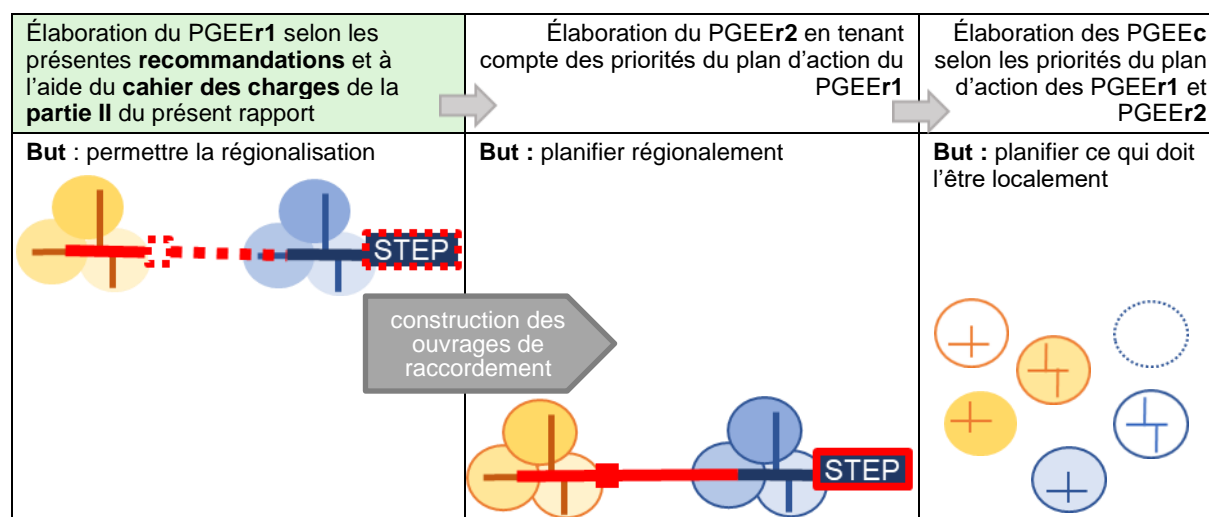 Élaboration du PGEEr1 selon les
présentes recommandations et à
l'aide du cahier des charges de la
partie II du présent rapport
Élaboration du PGEEr2 en tenant
compte des priorités du plan d'action du
PGEEr1
Élaboration des PGEEc
selon les priorités du plan
d'action des PGEEr1 et
PGEEr2
But : permettre la régionalisation
STEP
But : planifier régionalement
But : planifier ce qui doit
l'être localement
construction des
ouvrages de
raccordement
STEP